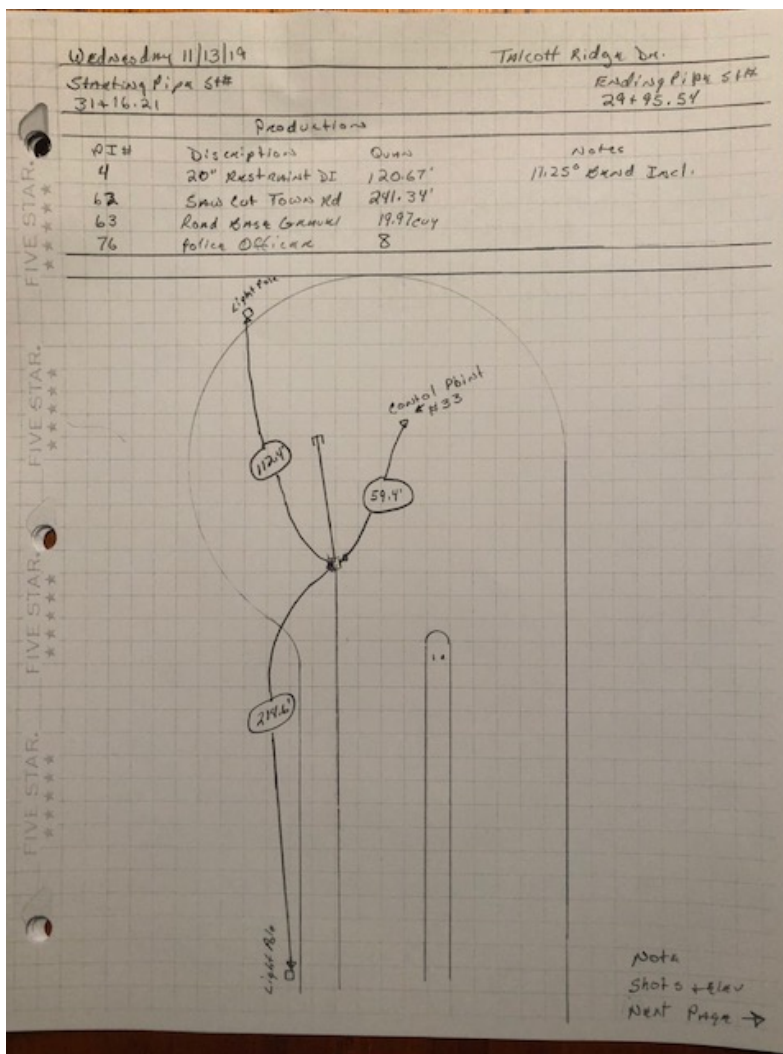 Wednesday 11/13/19 Talcott Ridge Dr.
Starting Pipe St# Ending Pipe St#
31+16.21 29+95.54
Production
PI# Discription Quan Notes
4 20" Restraint DI 120.67' 11.25° Bend Incl.
62 Saw Cut Town Rd 241.34'
63 Road Base Gravel 19.97cuy
76 Police Officer 8
Light Pole
Contol Point
#33
112.4'
59.4'
214.6'
Light Pole
Note
Shots + elev
Next Page →
FIVE STAR.
FIVE STAR.
FIVE STAR.
FIVE STAR.